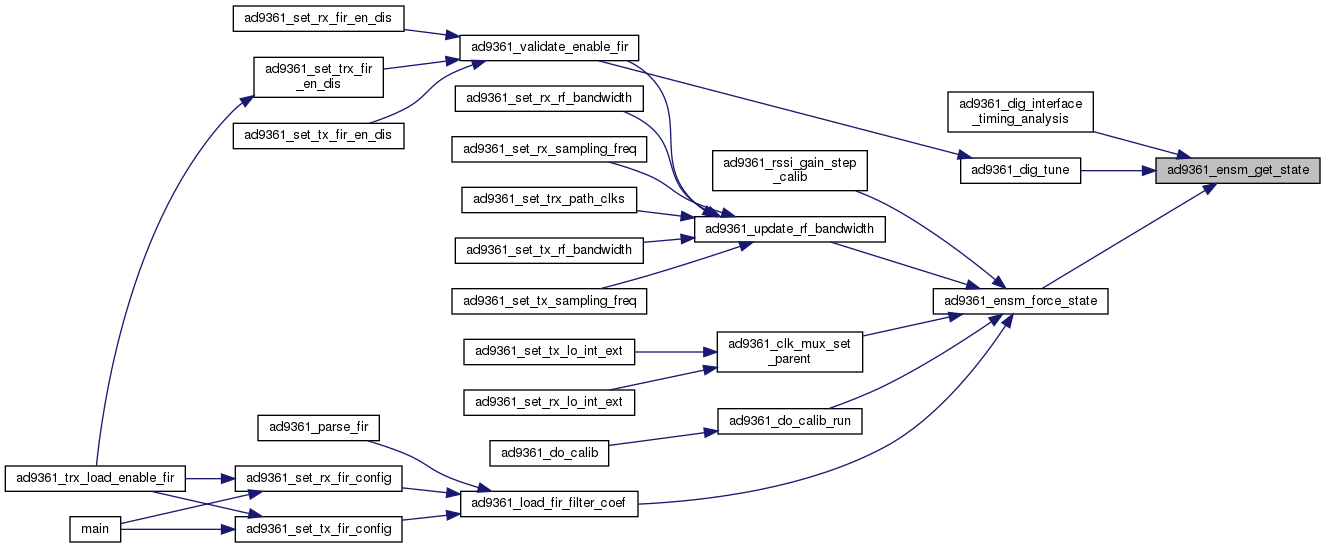 ad9361_set_rx_fir_en_dis
ad9361_validate_enable_fir
ad9361_set_trx_fir
_en_dis
ad9361_set_rx_rf_bandwidth
ad9361_dig_interface
_timing_analysis
ad9361_set_tx_fir_en_dis
ad9361_set_rx_sampling_freq
ad9361_rssi_gain_step
_calib
ad9361_dig_tune
ad9361_ensm_get_state
ad9361_set_trx_path_clks
ad9361_update_rf_bandwidth
ad9361_set_tx_rf_bandwidth
ad9361_set_tx_sampling_freq
ad9361_ensm_force_state
ad9361_set_tx_lo_int_ext
ad9361_clk_mux_set
_parent
ad9361_set_rx_lo_int_ext
ad9361_parse_fir
ad9361_do_calib_run
ad9361_do_calib
ad9361_trx_load_enable_fir
ad9361_set_rx_fir_config
ad9361_load_fir_filter_coef
main
ad9361_set_tx_fir_config